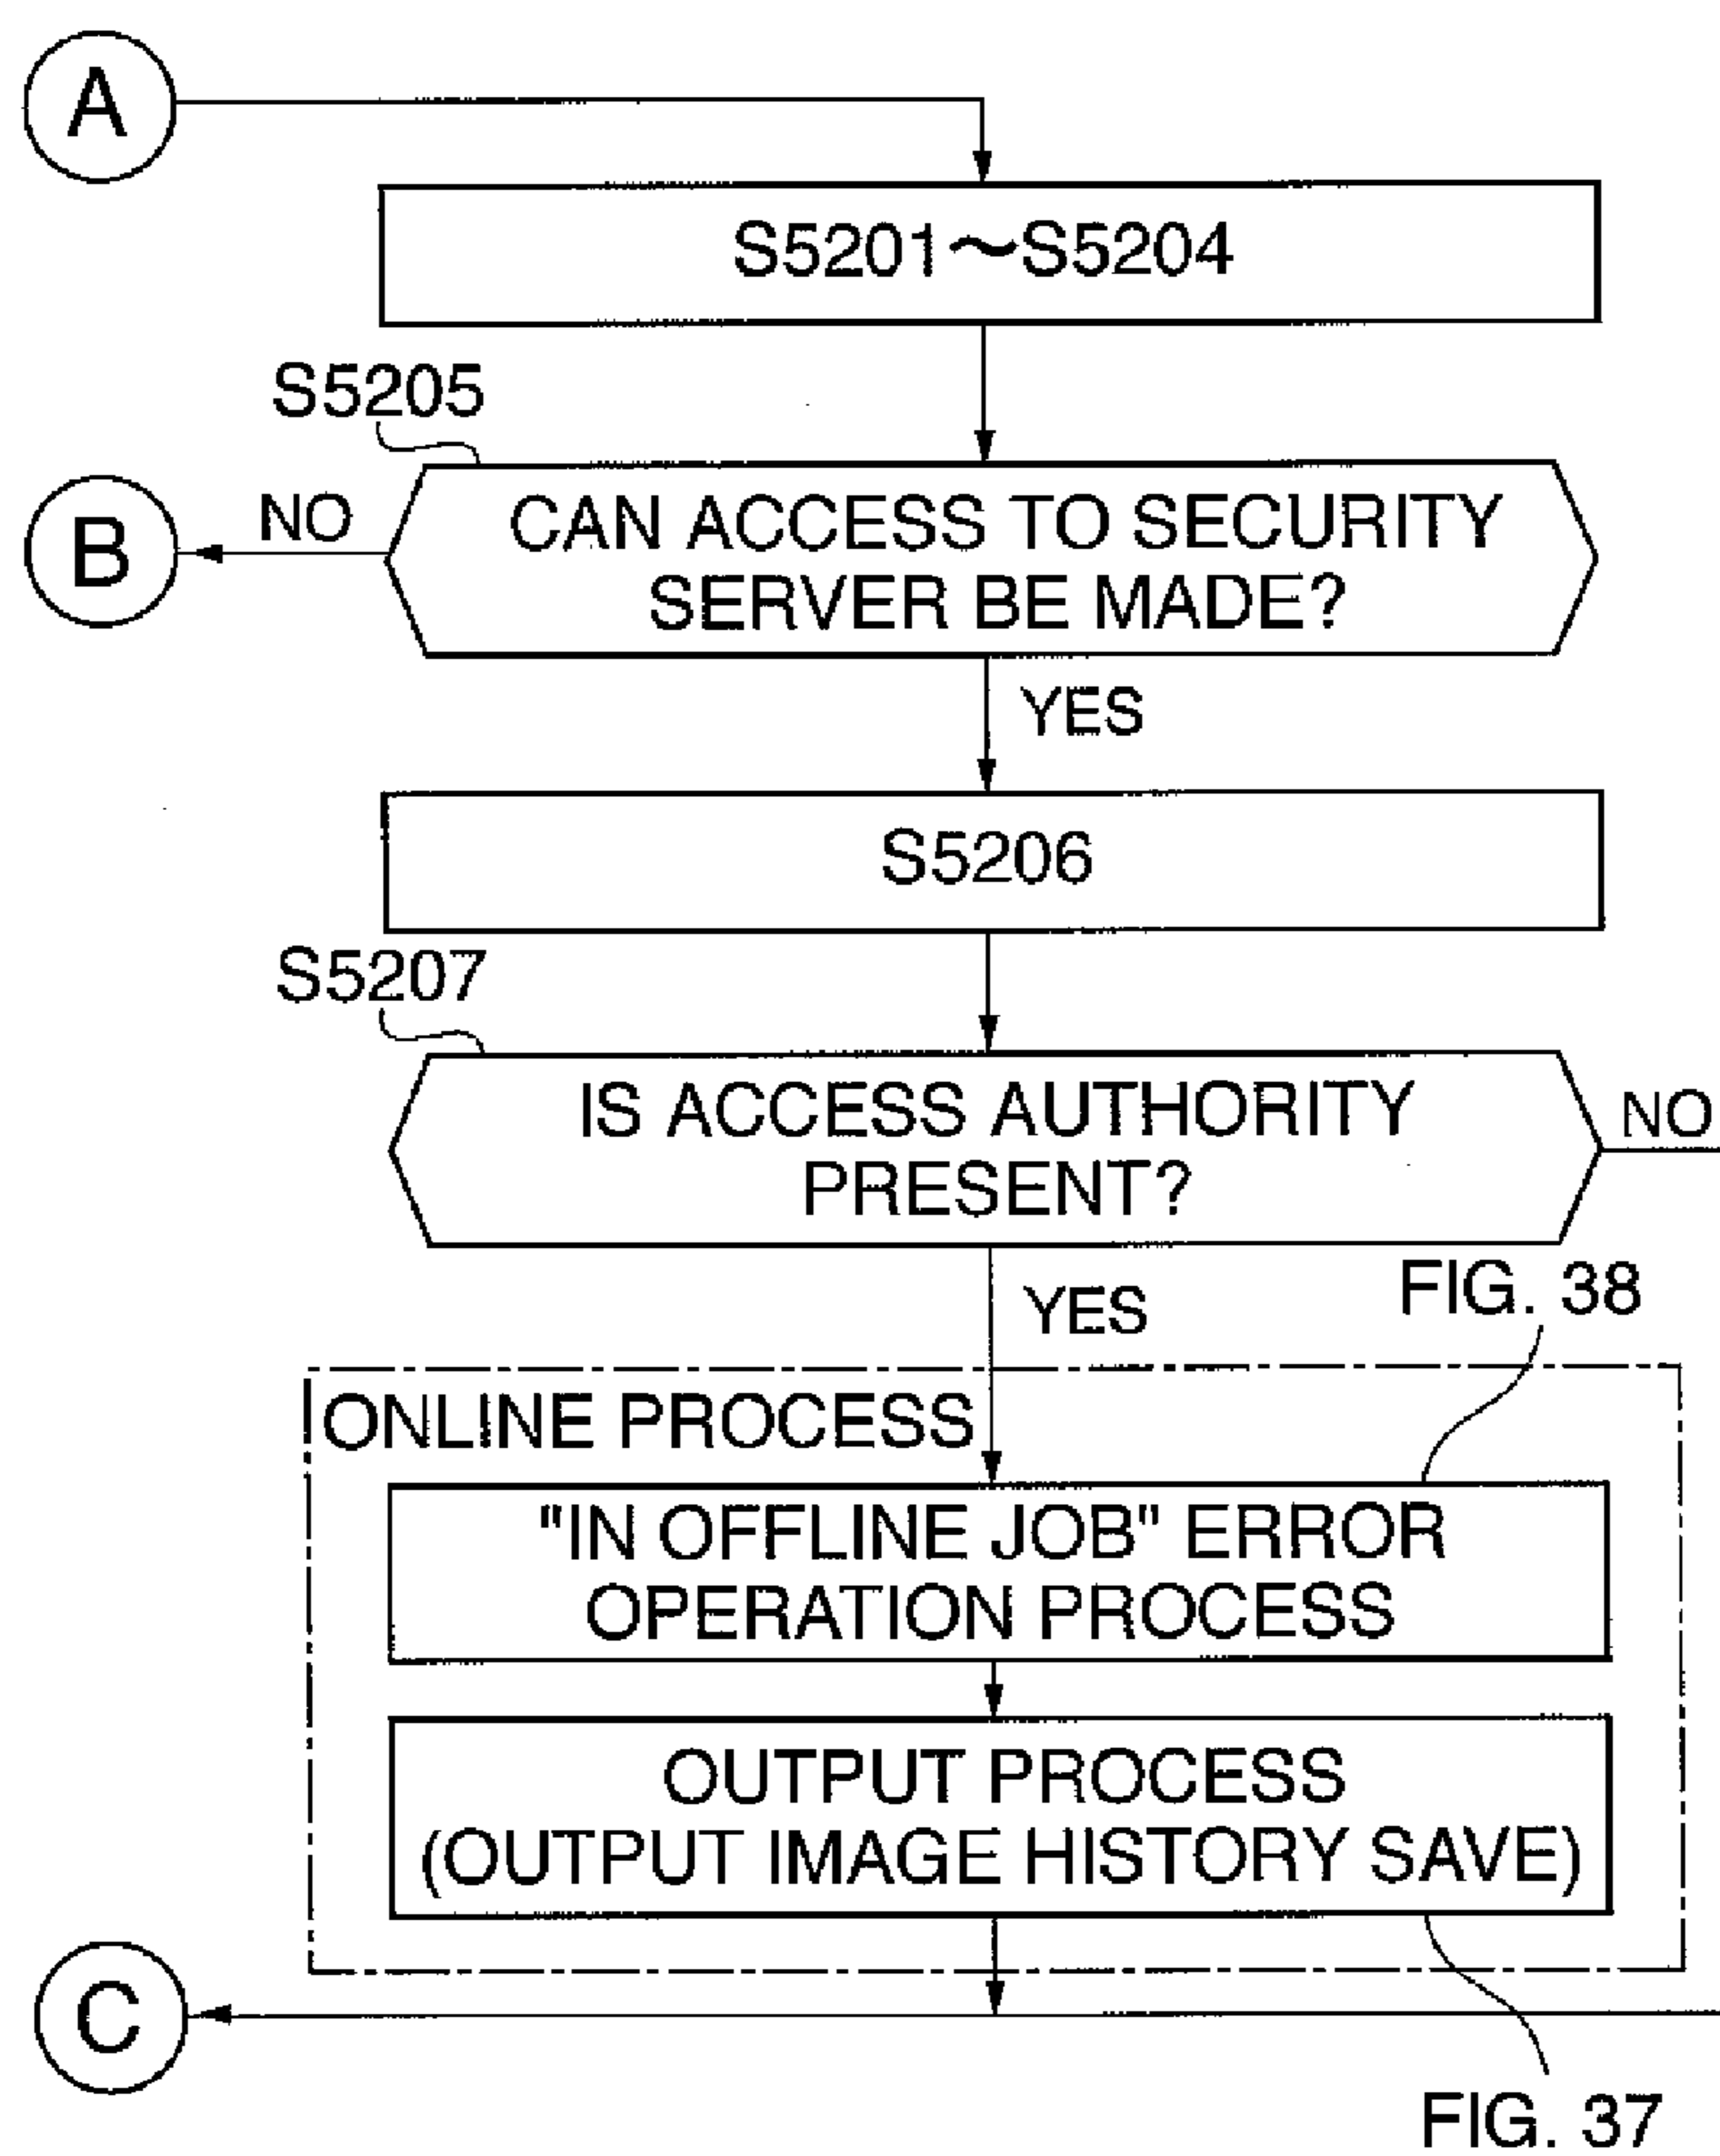 A
S5201～S5204
S5205
B
NO
CAN ACCESS TO SECURITY
SERVER BE MADE?
YES
S5206
S5207
IS ACCESS AUTHORITY
PRESENT?
NO
YES
FIG. 38
ONLINE PROCESS
"IN OFFLINE JOB" ERROR
OPERATION PROCESS
OUTPUT PROCESS
(OUTPUT IMAGE HISTORY SAVE)
C
FIG. 37